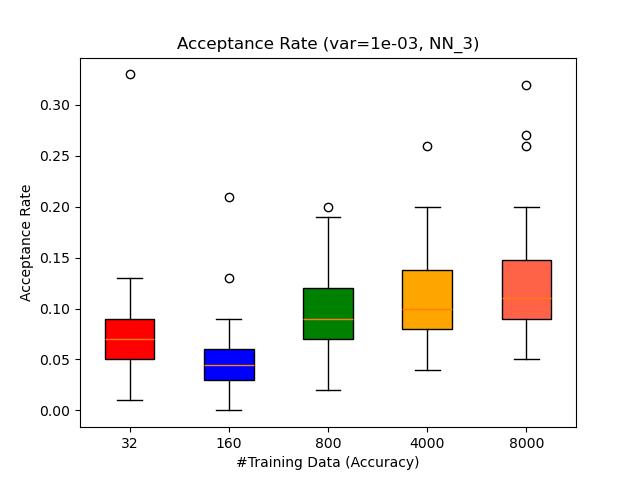 Acceptance Rate (var=1e-03, NN_3)
Acceptance Rate
0.30
0.25
0.20
0.15
0.10
0.05
0.00
32 160 800 4000 8000
#Training Data (Accuracy)